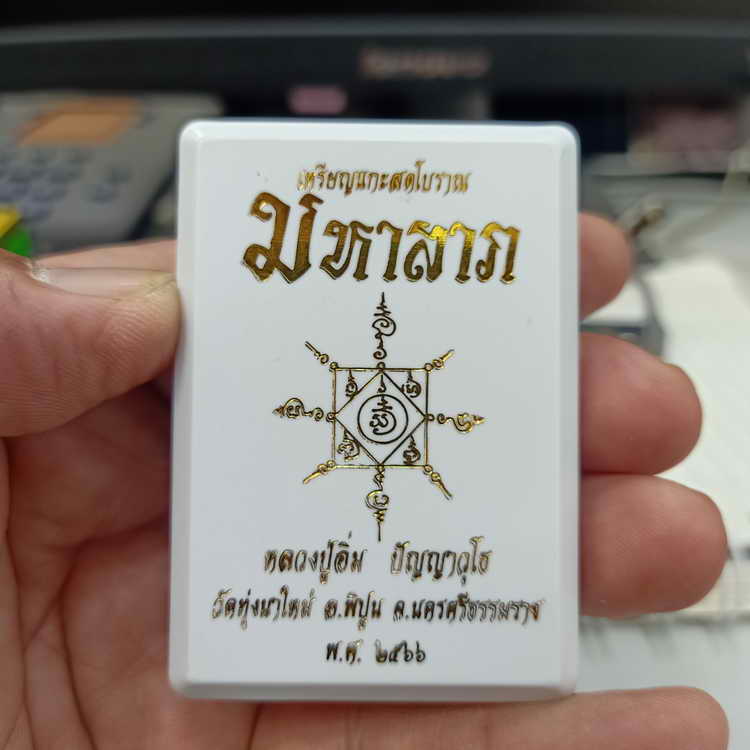 เหรียญแกะสดโบราณ
มหาลาภ
หลวงปู่อิ่ม ปัญญาวุโธ
วัดทุ่งนาใหม่ อ.พิปูน จ.นครศรีธรรมราช
พ.ศ. ๒๕๖๖